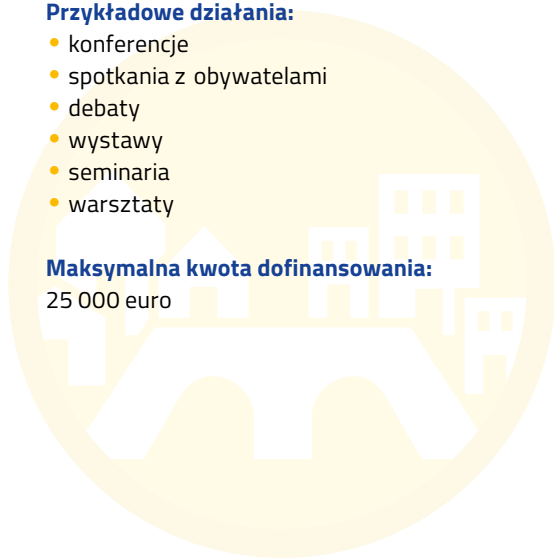 Przykładowe działania:
• konferencje
• spotkania z obywatelami
• debaty
• wystawy
• seminaria
• warsztaty
Maksymalna kwota dofinansowania:
25 000 euro